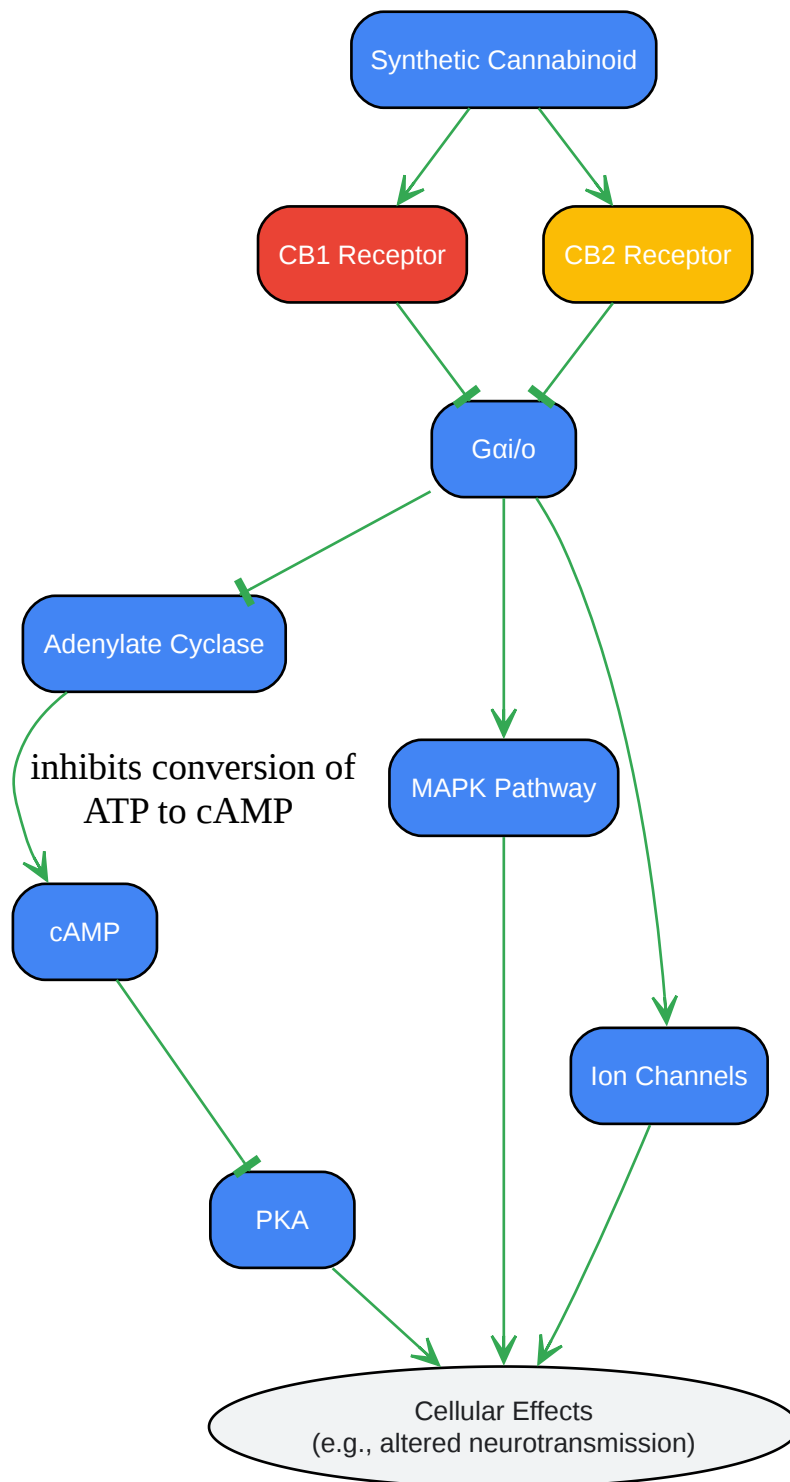 Synthetic Cannabinoid
CB1 Receptor
CB2 Receptor
Gαi/o
Adenylate Cyclase
inhibits conversion of
ATP to cAMP
MAPK Pathway
cAMP
Ion Channels
PKA
Cellular Effects
(e.g., altered neurotransmission)